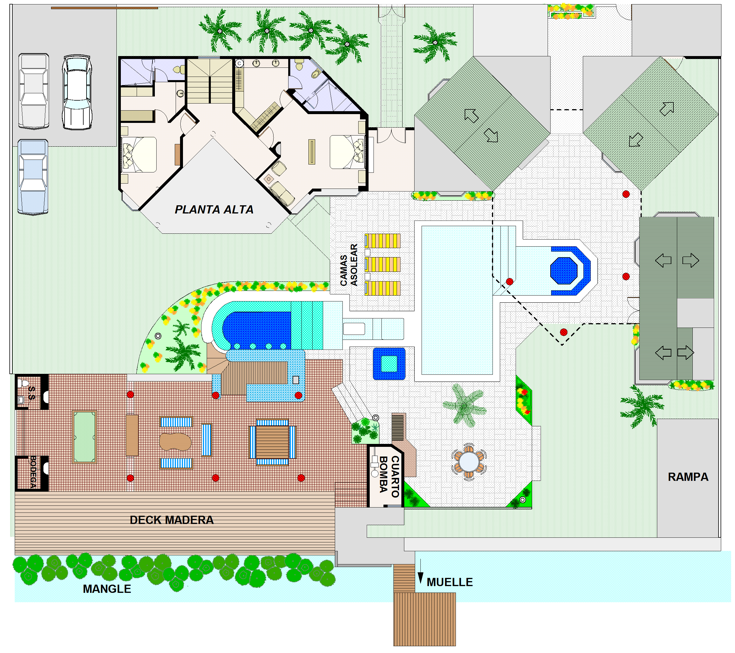 PLANTA ALTA
CAMAS
ASOLEAR
S.S
BODEGA
CUARTO
BOMBA
RAMPA
DECK MADERA
MANGLE
MUELLE